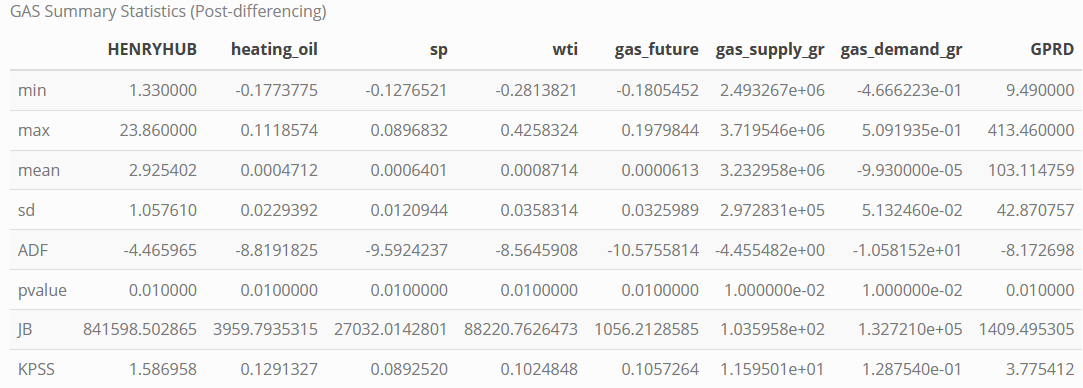 GAS Summary Statistics (Post-differencing)
HENRYHUB heating_oil sp wti gas_future gas_supply_gr gas_demand_gr GPRD
min 1.330000 -0.1773775 -0.1276521 -0.2813821 -0.1805452 2.493267e+06 -4.666223e-01 9.490000
max 23.860000 0.1118574 0.0896832 0.4258324 0.1979844 3.719546e+06 5.091935e-01 413.460000
mean 2.925402 0.0004712 0.0006401 0.0008714 0.0000613 3.232958e+06 -9.930000e-05 103.114759
sd 1.057610 0.0229392 0.0120944 0.0358314 0.0325989 2.972831e+05 5.132460e-02 42.870757
ADF -4.465965 -8.8191825 -9.5924237 -8.5645908 -10.5755814 -4.455482e+00 -1.058152e+01 -8.172698
pvalue 0.010000 0.0100000 0.0100000 0.0100000 0.0100000 1.000000e-02 1.000000e-02 0.010000
JB 841598.502865 3959.7935315 27032.0142801 88220.7626473 1056.2128585 1.035958e+02 1.327210e+05 1409.495305
KPSS 1.586958 0.1291327 0.0892520 0.1024848 0.1057264 1.159501e+01 1.287540e-01 3.775412